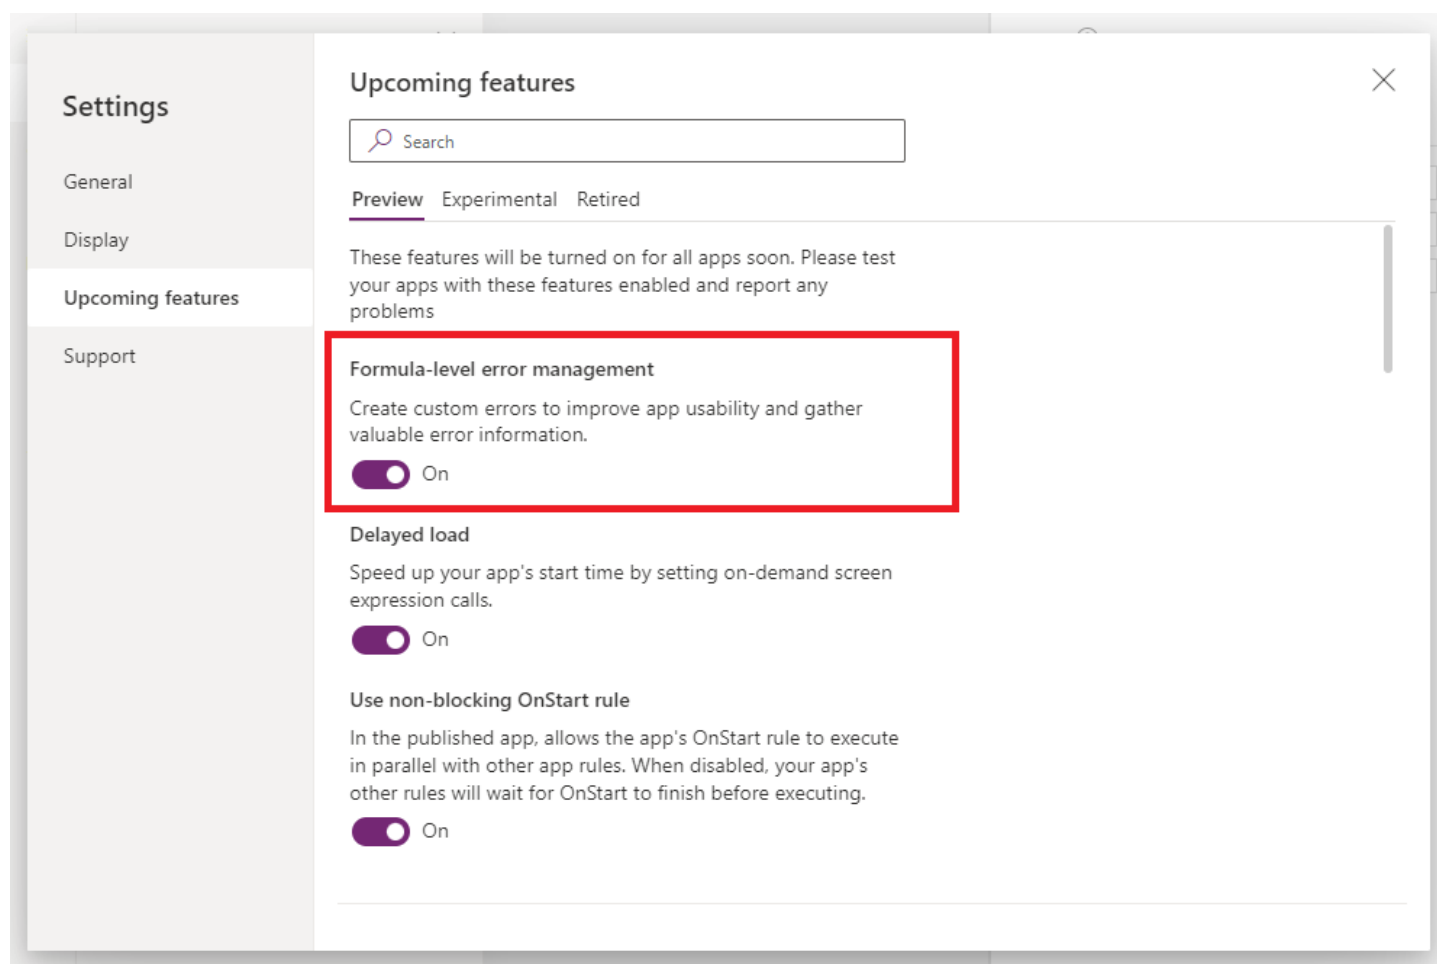 Settings
General
Display
Upcoming features
Support
Upcoming features
Search
Preview Experimental Retired
These features will be turned on for all apps soon. Please test
your apps with these features enabled and report any
problems
Formula-level error management
Create custom errors to improve app usability and gather
valuable error information.
On
Delayed load
Speed up your app's start time by setting on-demand screen
expression calls.
On
Use non-blocking OnStart rule
In the published app, allows the app's OnStart rule to execute
in parallel with other app rules. When disabled, your app's
other rules will wait for OnStart to finish before executing.
On